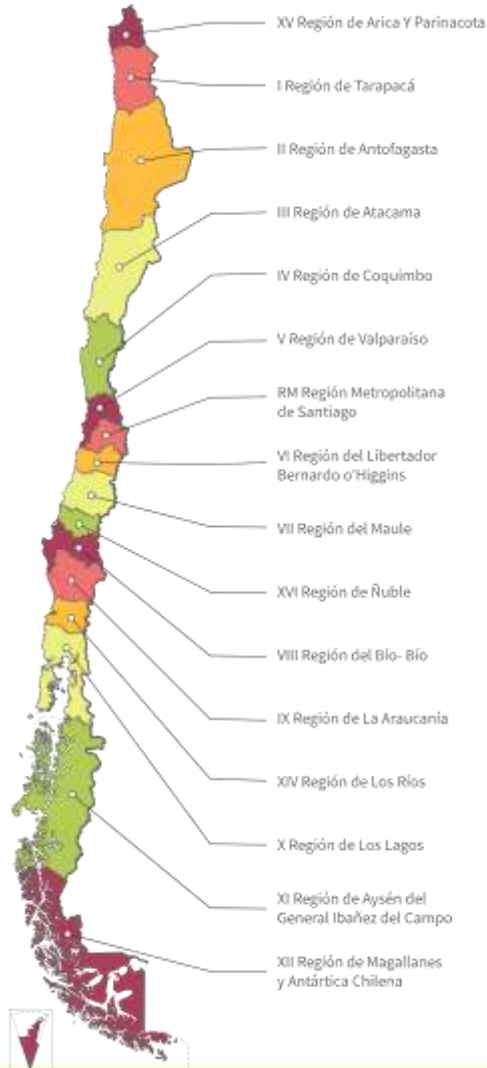 XV Región de Arica Y Parinacota
I Región de Tarapacá
II Región de Antofagasta
III Región de Atacama
IV Región de Coquimbo
V Región de Valparaíso
RM Región Metropolitana
de Santiago
VI Región del Libertador
Bernardo o'Higgins
VII Región del Maule
XVI Región de Ñuble
VIII Región del Bío- Bío
IX Región de La Araucanía
XIV Región de Los Ríos
X Región de Los Lagos
XI Región de Aysén del
General Ibañez del Campo
XII Región de Magallanes
y Antártica Chilena